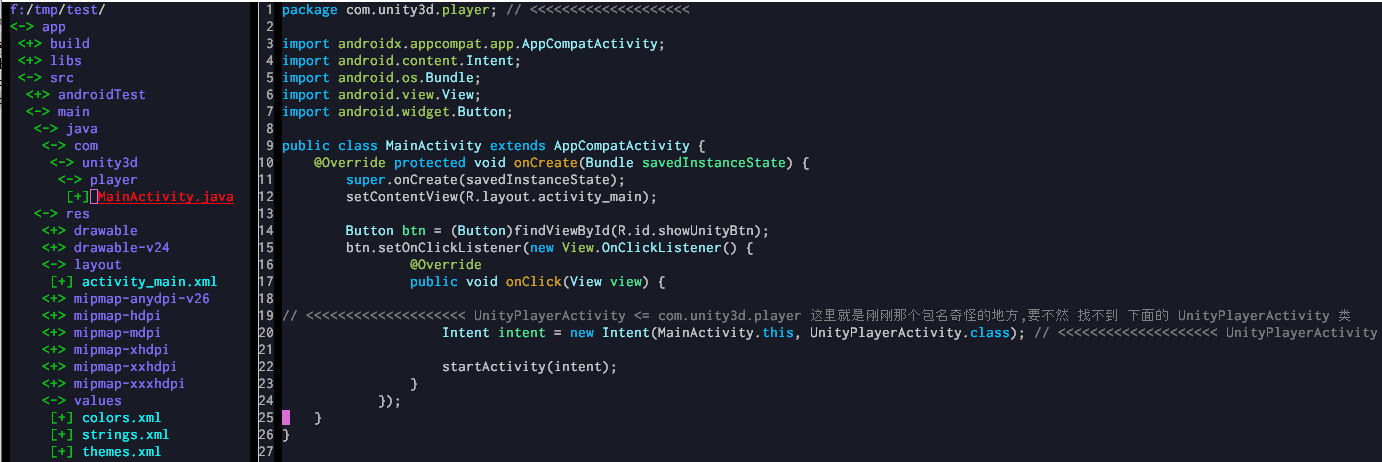 f:/tmp/test/
<-> app
<+> build
<+> libs
<-> src
<+> androidTest
<-> main
<-> java
<-> com
<-> unity3d
<-> player
[+] MainActivity.java
<-> res
<+> drawable
<+> drawable-v24
<-> layout
[+] activity_main.xml
<+> mipmap-anydpi-v26
<+> mipmap-hdpi
<+> mipmap-mdpi
<+> mipmap-xhdpi
<+> mipmap-xxhdpi
<+> mipmap-xxxhdpi
<-> values
[+] colors.xml
[+] strings.xml
[+] themes.xml
1 package com.unity3d.player; // <<<<<<<<<<<<<<<<<<<<
2
3 import androidx.appcompat.app.AppCompatActivity;
4 import android.content.Intent;
5 import android.os.Bundle;
6 import android.view.View;
7 import android.widget.Button;
8
9 public class MainActivity extends AppCompatActivity {
10 @Override protected void onCreate(Bundle savedInstanceState) {
11 super.onCreate(savedInstanceState);
12 setContentView(R.layout.activity_main);
13
14 Button btn = (Button)findViewById(R.id.showUnityBtn);
15 btn.setOnClickListener(new View.OnClickListener() {
16 @Override
17 public void onClick(View view) {
18
19 // <<<<<<<<<<<<<<<<<<<< UnityPlayerActivity <= com.unity3d.player 这里就是刚刚那个包名奇怪的地方,要不然 找不到 下面的 UnityPlayerActivity 类
20 Intent intent = new Intent(MainActivity.this, UnityPlayerActivity.class); // <<<<<<<<<<<<<<<<<<<< UnityPlayerActivity
21
22 startActivity(intent);
23 }
24 });
25 }
26 }
27